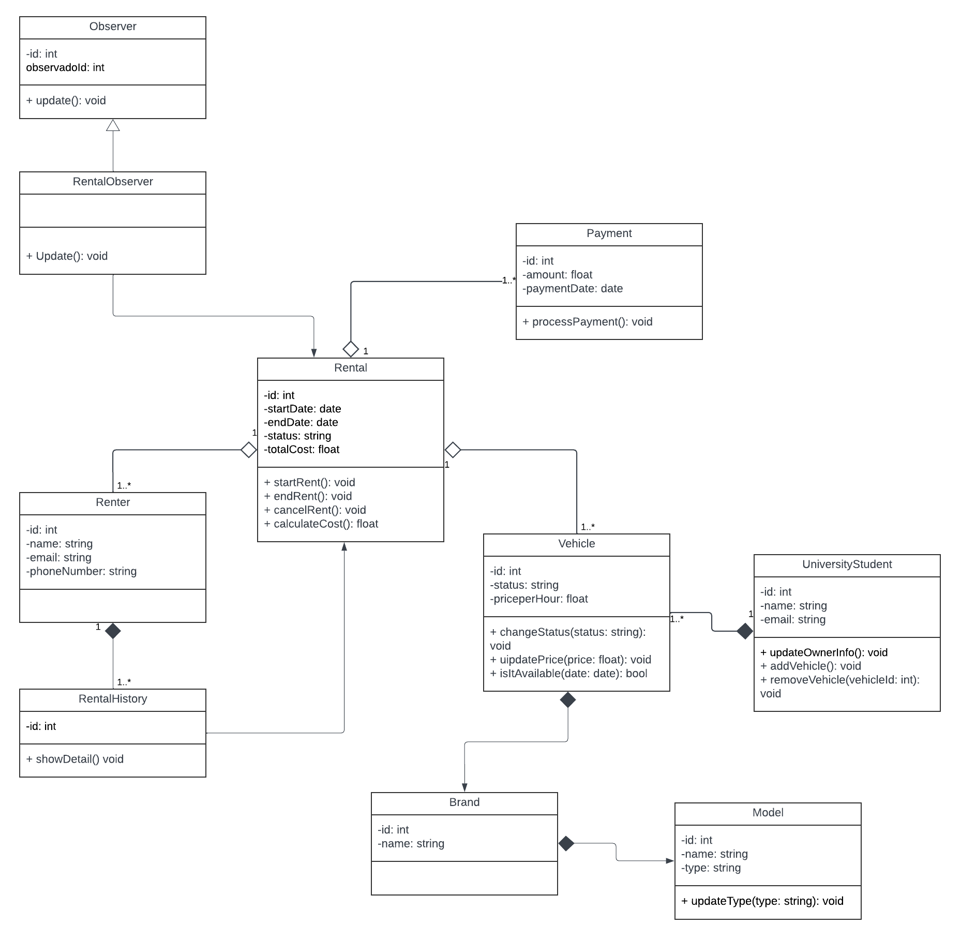 Observer
-id: int
observadoId: int
+ update(): void
RentalObserver
+ Update(): void
Payment
-id: int
-amount: float
-paymentDate: date
+ processPayment(): void
1..*
1
Rental
-id: int
-startDate: date
-endDate: date
-status: string
-totalCost: float
+ startRent(): void
+ endRent(): void
+ cancelRent(): void
+ calculateCost(): float
1
1
1..*
1..*
Renter
-id: int
-name: string
-email: string
-phoneNumber: string
1
1..*
RentalHistory
-id: int
+ showDetail() void
Vehicle
-id: int
-status: string
-priceperHour: float
+ changeStatus(status: string):
void
+ uipdatePrice(price: float): void
+ isItAvailable(date: date): bool
1..*
1
UniversityStudent
-id: int
-name: string
-email: string
+ updateOwnerInfo(): void
+ addVehicle(): void
+ removeVehicle(vehicleId: int):
void
Brand
-id: int
-name: string
Model
-id: int
-name: string
-type: string
+ updateType(type: string): void